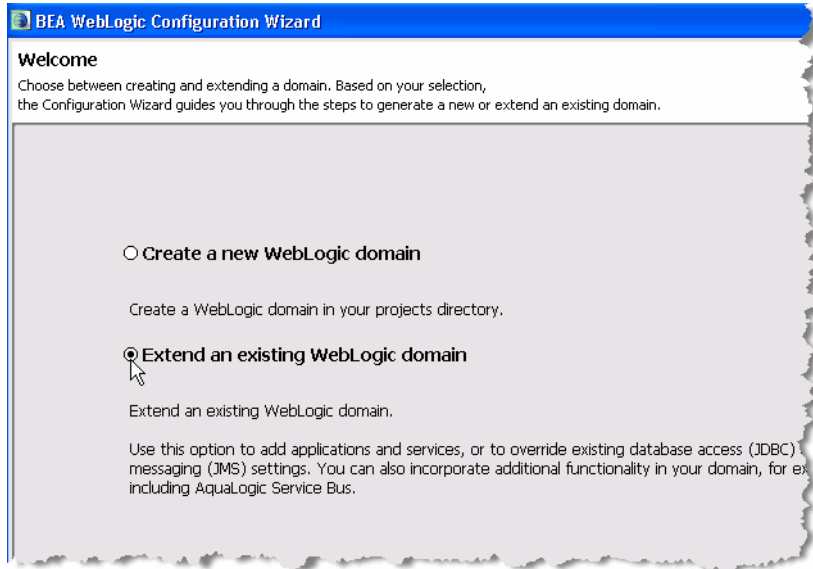 BEA WebLogic Configuration Wizard
Welcome
Choose between creating and extending a domain. Based on your selection,
the Configuration Wizard guides you through the steps to generate a new or extend an existing domain.
Create a new WebLogic domain
Create a WebLogic domain in your projects directory.
Extend an existing WebLogic domain
Extend an existing WebLogic domain.
Use this option to add applications and services, or to override existing database access (JDBC)
messaging (JMS) settings. You can also incorporate additional functionality in your domain, for
including AquaLogic Service Bus.